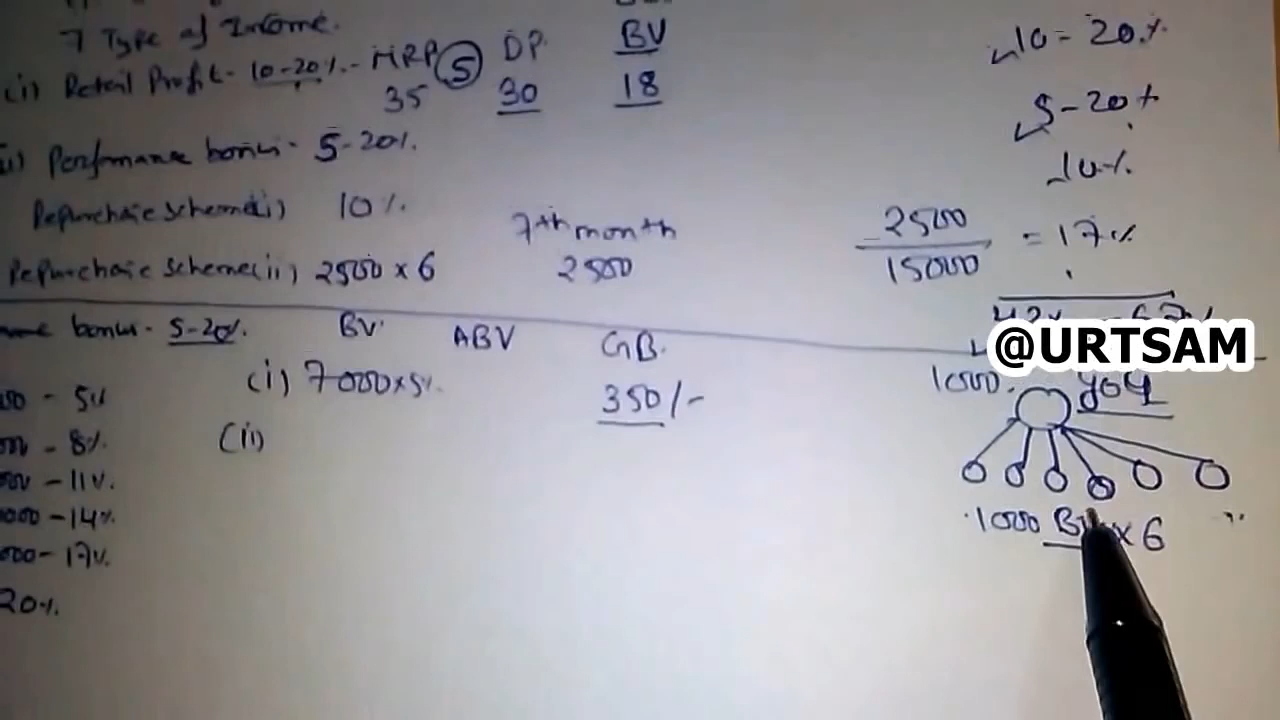 7 Type of Income.
(i) Retail Profit - 10-20% - MRP (5) DP. BV
35 30 18
10 - 20%
5 - 20%
ii) Performance bonus - 5-20%.
10%
Repurchase Scheme(i) 10%.
7th month
2500
15000 = 17%
Repurchase Scheme(ii) 2500 x 6 2500
bonus - 5-20%. BV ABV GB.
@URTSAM
(i) 7000x5%. 350/-
1000. you
- 5%
- 8%. (ii)
- 11%.
- 14%
1000 BV x 6
- 17%.
20%.